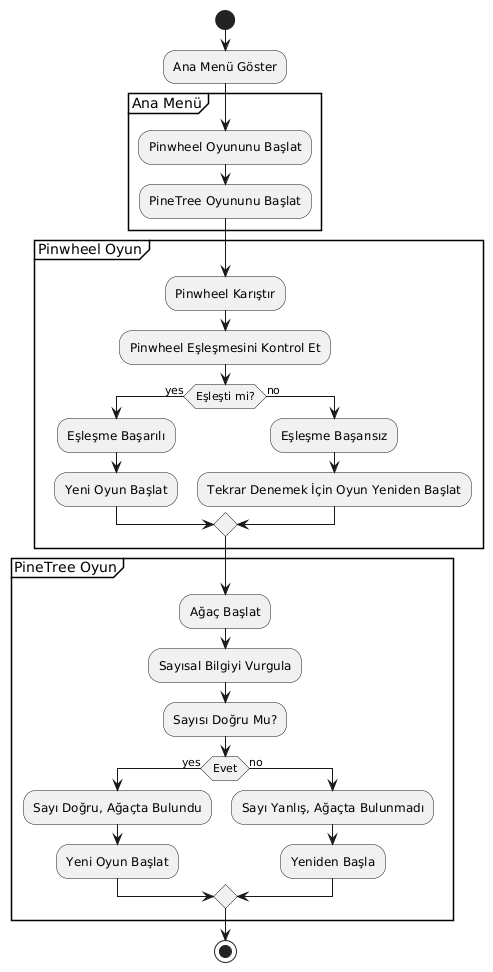 Ana Menü Göster
Ana Menü
Pinwheel Oyununu Başlat
PineTree Oyununu Başlat
Pinwheel Oyun
Pinwheel Karıştır
Pinwheel Eşleşmesini Kontrol Et
yes
Eşleşti mi?
no
Eşleşme Başarılı
Eşleşme Başarısız
Yeni Oyun Başlat
Tekrar Denemek İçin Oyun Yeniden Başlat
PineTree Oyun
Ağaç Başlat
Sayısal Bilgiyi Vurgula
Sayısı Doğru Mu?
yes
Evet
no
Sayı Doğru, Ağaçta Bulundu
Sayı Yanlış, Ağaçta Bulunmadı
Yeni Oyun Başlat
Yeniden Başla